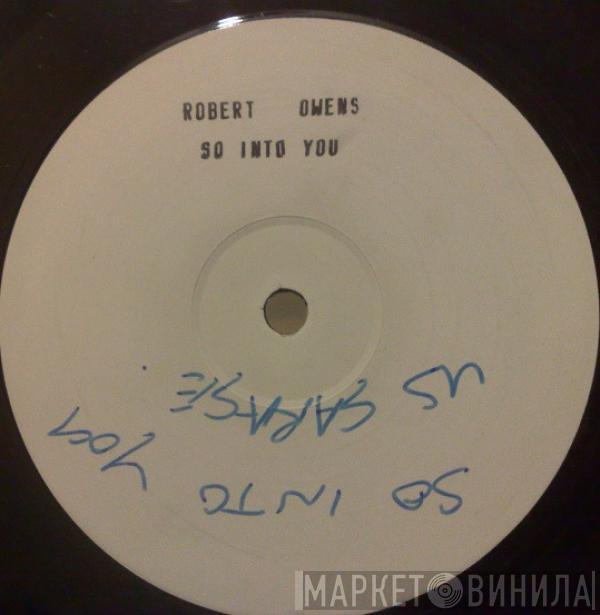 ROBERT OWENS
SO INTO YOU
SO INTO YOU
US GARAGE.
МАРКЕТ ВИНИЛА